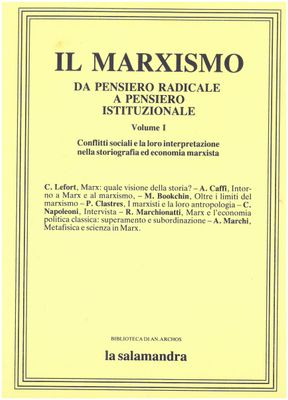 IL MARXISMO
DA PENSIERO RADICALE
A PENSIERO
ISTITUZIONALE
Volume I
Conflitti sociali e la loro interpretazione
nella storiografia ed economia marxista
C. Lefort, Marx: quale visione della storia? – A. Caffi, Intor-
no a Marx e al marxismo, – M. Bookchin, Oltre i limiti del
marxismo – P. Clastres, I marxisti e la loro antropologia – C.
Napoleoni, Intervista – R. Marchionatti, Marx e l'economia
politica classica: superamento e subordinazione – A. Marchi,
Metafisica e scienza in Marx.
BIBLIOTECA DI AN. ARCHOS.
la salamandra